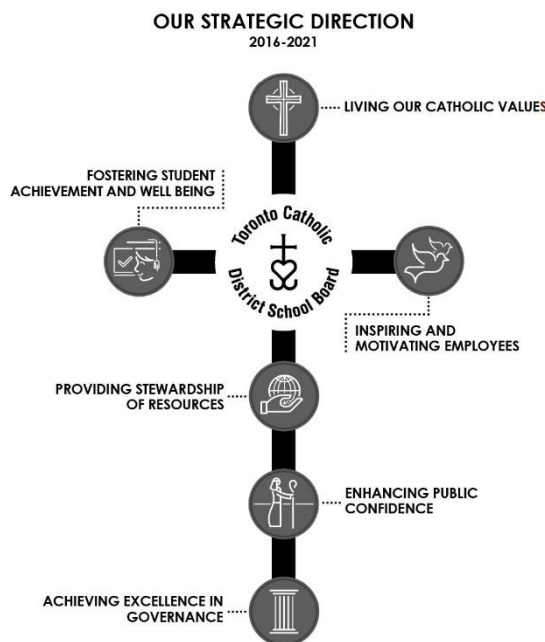 OUR STRATEGIC DIRECTION
2016-2021
LIVING OUR CATHOLIC VALUES
FOSTERING STUDENT
ACHIEVEMENT AND WELL BEING
Toronto Catholic
District School Board
INSPIRING AND
MOTIVATING EMPLOYEES
PROVIDING STEWARDSHIP
OF RESOURCES
ENHANCING PUBLIC
CONFIDENCE
ACHIEVING EXCELLENCE IN
GOVERNANCE